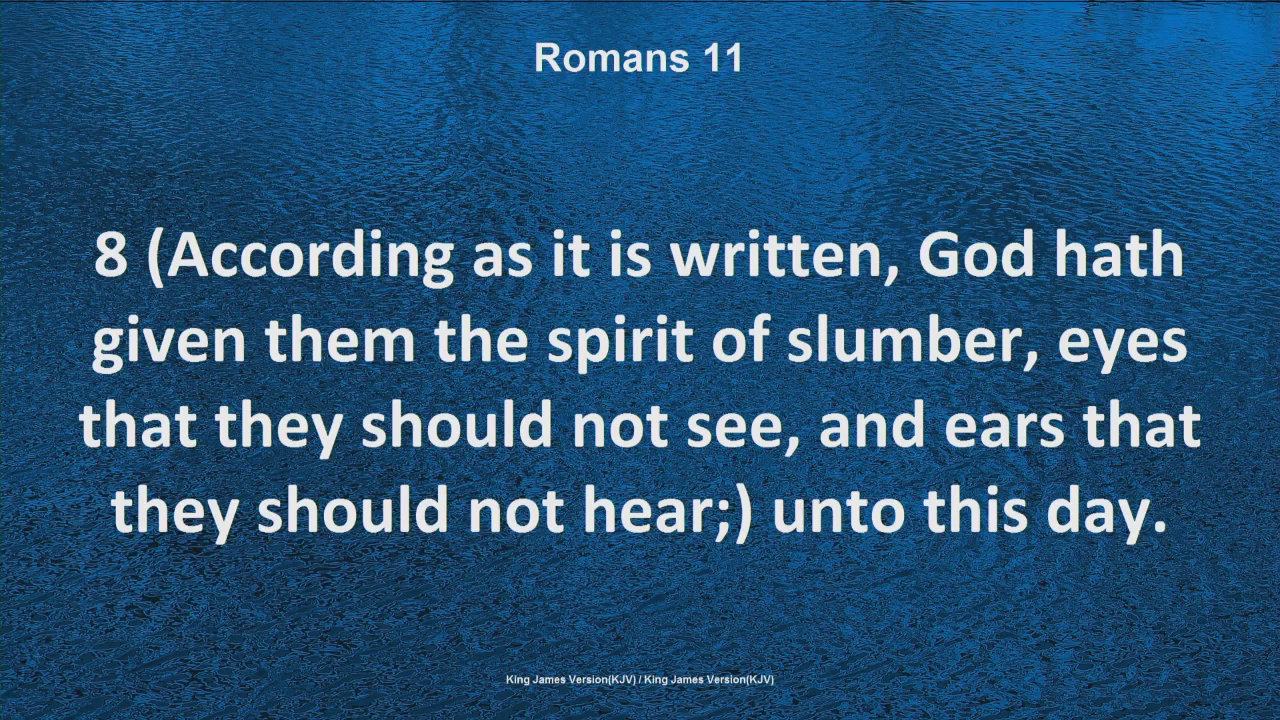 Romans 11
8 (According as it is written, God hath
given them the spirit of slumber, eyes
that they should not see, and ears that
they should not hear;) unto this day.
King James Version(KJV) / King James Version(KJV)